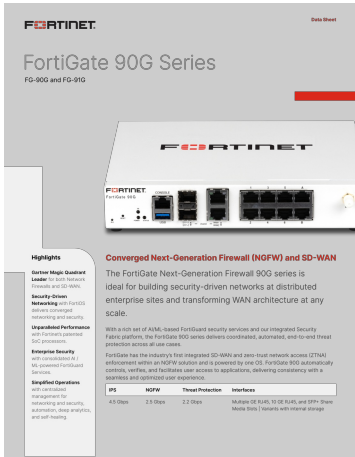 FORTINET
Data Sheet
FortiGate 90G Series
FG-90G and FG-91G
FORTINET
FORTINET
FortiGate 90G
CONSOLE
USB
Highlights
Gartner Magic Quadrant
Leader for both Network
Firewalls and SD-WAN.
Security-Driven
Networking with FortiOS
delivers converged
networking and security.
Unparalleled Performance
with Fortinet's patented
SoC processors.
Enterprise Security
with consolidated AI /
ML-powered FortiGuard
Services.
Simplified Operations
with centralized
management for
networking and security,
automation, deep analytics,
and self-healing.
Converged Next-Generation Firewall (NGFW) and SD-WAN
The FortiGate Next-Generation Firewall 90G series is
ideal for building security-driven networks at distributed
enterprise sites and transforming WAN architecture at any
scale.
With a rich set of AI/ML-based FortiGuard security services and our integrated Security
Fabric platform, the FortiGate 90G series delivers coordinated, automated, end-to-end threat
protection across all use cases.
FortiGate has the industry's first integrated SD-WAN and zero-trust network access (ZTNA)
enforcement within an NGFW solution and is powered by one OS. FortiGate 90G automatically
controls, verifies, and facilitates user access to applications, delivering consistency with a
seamless and optimized user experience.
IPS NGFW Threat Protection Interfaces
4.5 Gbps 2.5 Gbps 2.2 Gbps Multiple GE RJ45, 10 GE RJ45, and SFP+ Share
Media Slots | Variants with internal storage